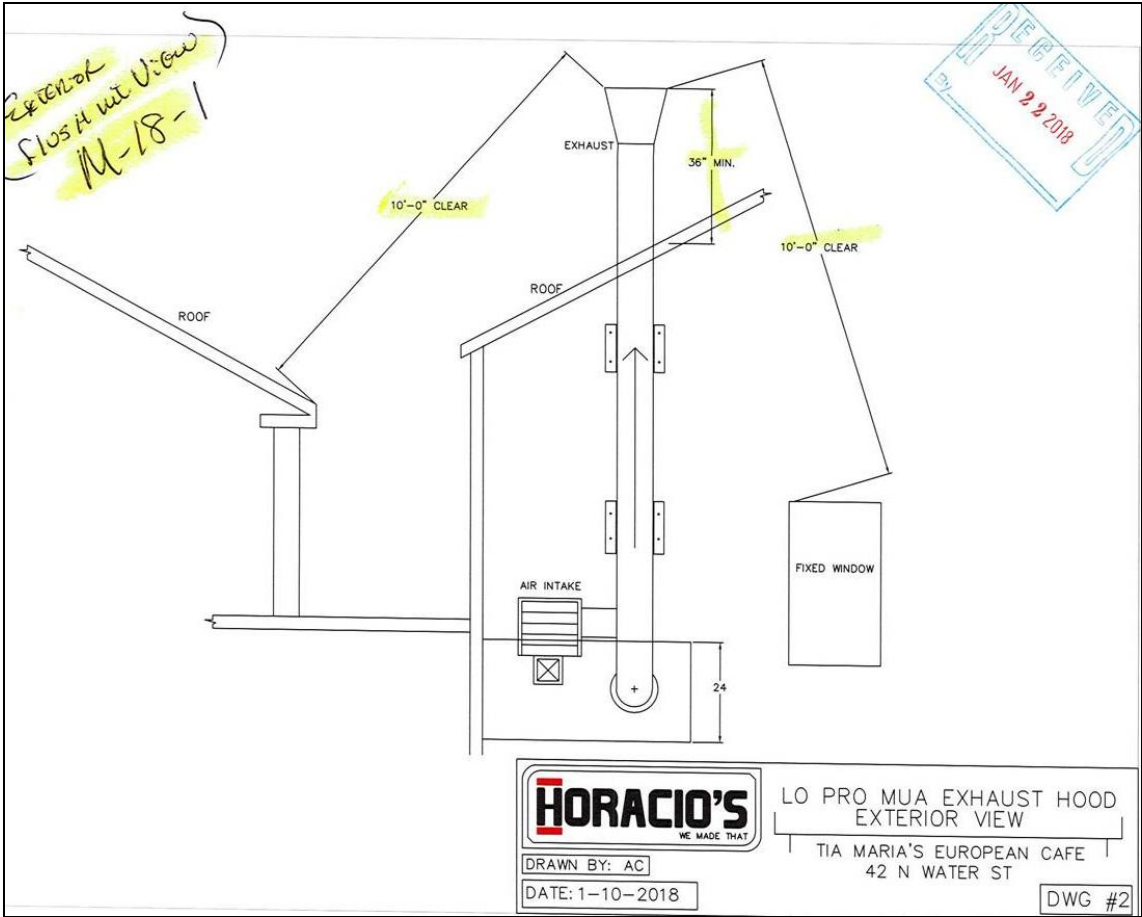 EXTERIOR
View
M-18-1
RECEIVED
JAN 22 2018
By
EXHAUST
36" MIN.
10'-0" CLEAR
10'-0" CLEAR
ROOF
ROOF
AIR INTAKE
FIXED WINDOW
24
HORACIO'S
WE MADE THAT
DRAWN BY: AC
DATE: 1-10-2018
LO PRO MUA EXHAUST HOOD
EXTERIOR VIEW
TIA MARIA'S EUROPEAN CAFE
42 N WATER ST
DWG #2